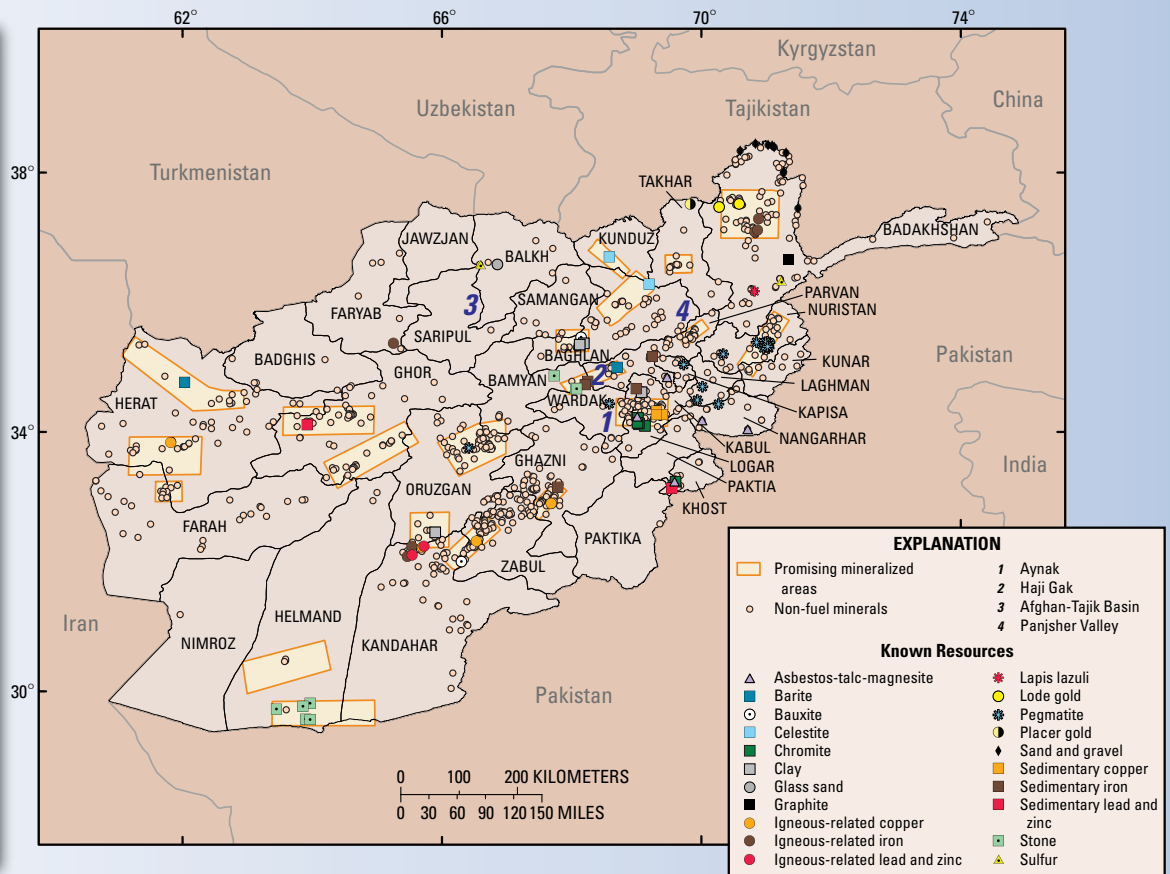 62°
66°
70°
74°
38°
34°
30°
Kyrgyzstan
Uzbekistan
Tajikistan
China
Turkmenistan
TAKHAR
KUNDUZ
BADAKHSHAN
JAWZJAN
BALKH
SAMANGAN
3
4
PARVAN
NURISTAN
FARYAB
SARIPUL
BADGHIS
GHOR
BAGHLAN
BAMYAN
2
WARDAK
KUNAR
Pakistan
LAGHMAN
HERAT
KAPISA
1
NANGARHAR
KABUL
GHAZNI
LOGAR
India
PAKTIA
ORUZGAN
KHOST
FARAH
PAKTIKA
ZABUL
Iran
HELMAND
NIMROZ
KANDAHAR
Pakistan
0 100 200 KILOMETERS
0 30 60 90 120 150 MILES
EXPLANATION
Promising mineralized
areas
Non-fuel minerals
1 Aynak
2 Haji Gak
3 Afghan-Tajik Basin
4 Panjsher Valley
Known Resources
Asbestos-talc-magnesite
Barite
Bauxite
Celestite
Chromite
Clay
Glass sand
Graphite
Igneous-related copper
Igneous-related iron
Igneous-related lead and zinc
Lapis lazuli
Lode gold
Pegmatite
Placer gold
Sand and gravel
Sedimentary copper
Sedimentary iron
Sedimentary lead and
zinc
Stone
Sulfur